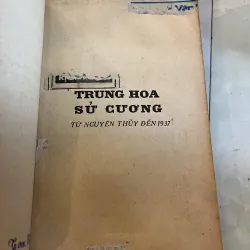 TRUNG HOA
SỬ CƯƠNG
TỪ NGUYÊN THỦY ĐẾN 1937